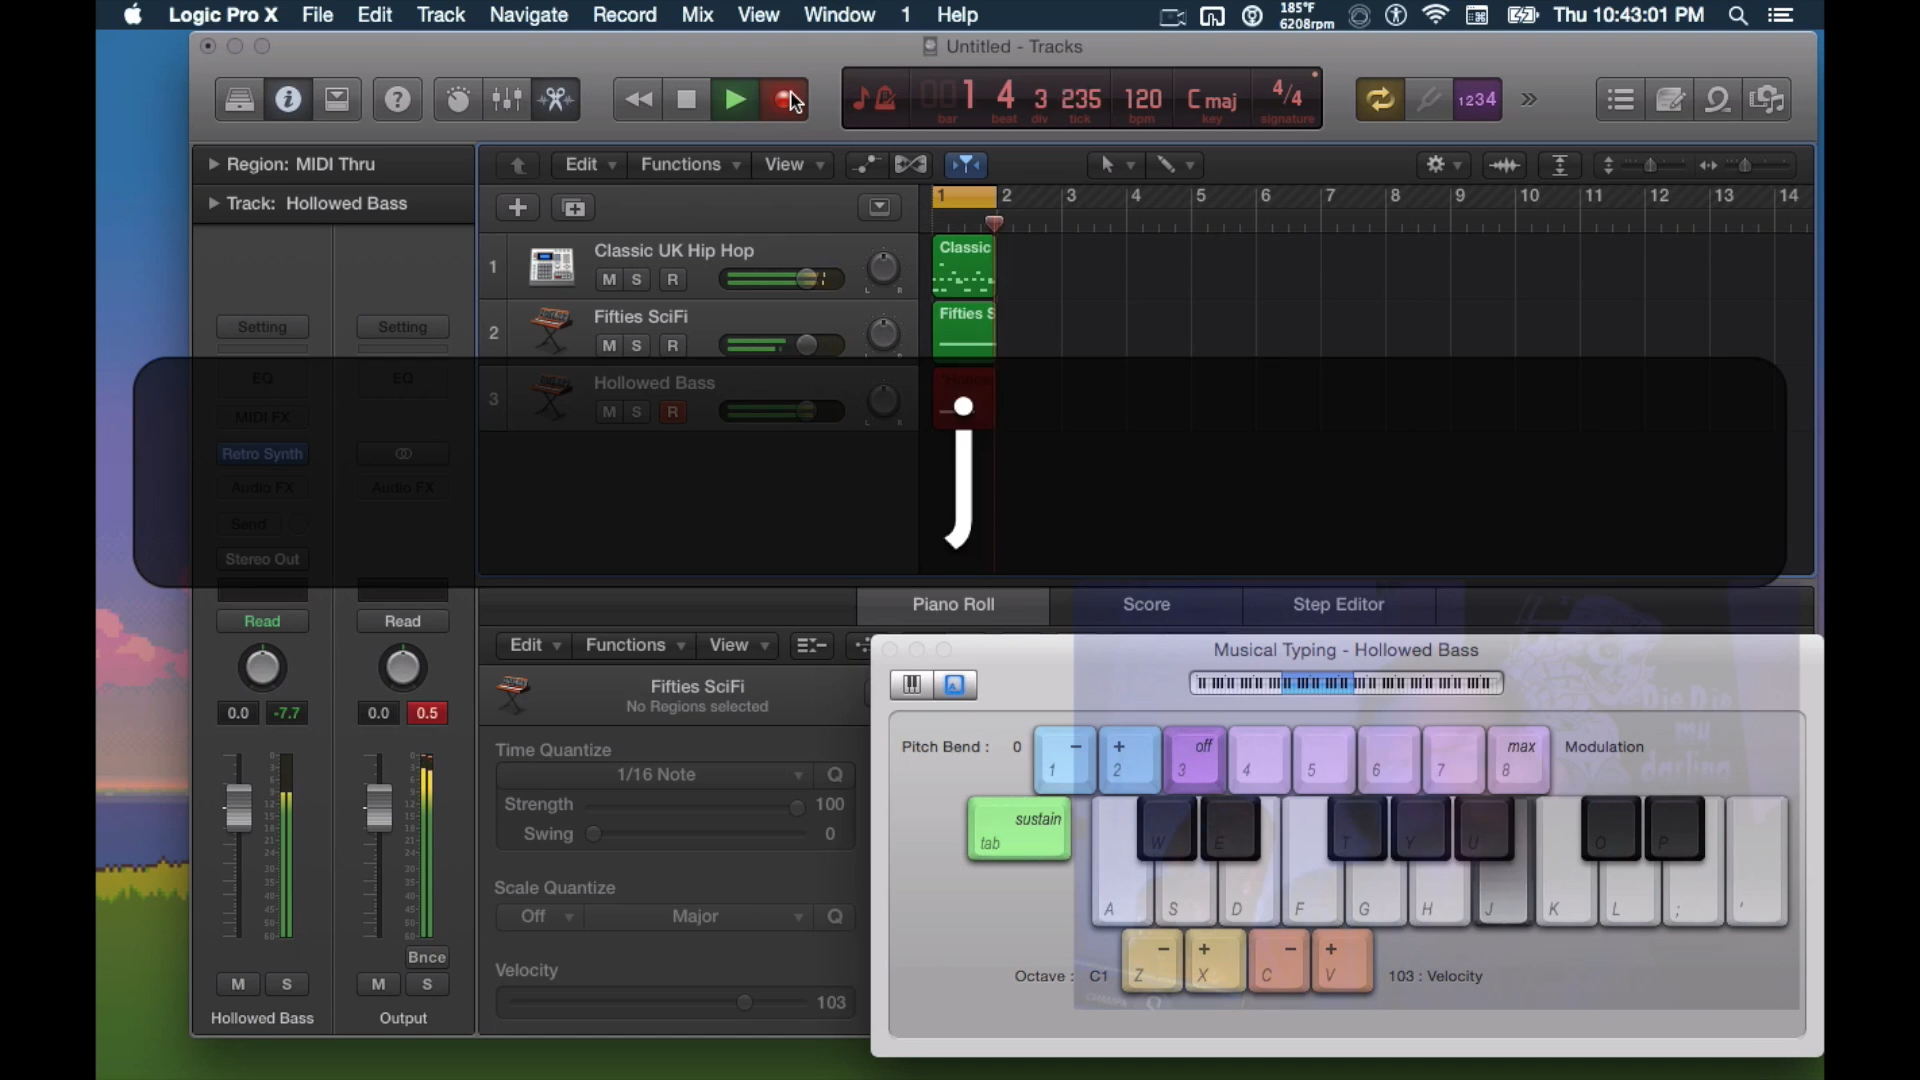 Logic Pro X File Edit Track Navigate Record Mix View Window 1 Help 185°F 6208rpm Thu 10:43:01 PM
Untitled - Tracks
001 4 3 235 120 C maj 4/4 1234
bar beat div tick bpm key signature
Region: MIDI Thru Edit Functions View
Track: Hollowed Bass 1 2 3 4 5 6 7 8 9 10 11 12 13 14
1 Classic UK Hip Hop Classic
M S R L R
2 Fifties SciFi Fifties S
M S R L R
3 Hollowed Bass
M S R L R
Setting Setting
EQ EQ
MIDI FX
Retro Synth
Audio FX Audio FX
Send
Stereo Out
j
Read Read
Piano Roll Score Step Editor
Edit Functions View
Musical Typing - Hollowed Bass
Fifties SciFi
No Regions selected
0.0 -7.7 0.0 0.5
Time Quantize
1/16 Note Q
Strength 100
Swing 0
Scale Quantize
Off Major Q
Velocity
103
Pitch Bend : 0 - 1 + 2 off 3 4 5 6 7 max 8 Modulation
sustain
tab W E T Y U O P
A S D F G H J K L ; '
Octave : C1 - Z + X - C + V 103 : Velocity
Bnce
M S M S
Hollowed Bass Output
Die Die
my
darling